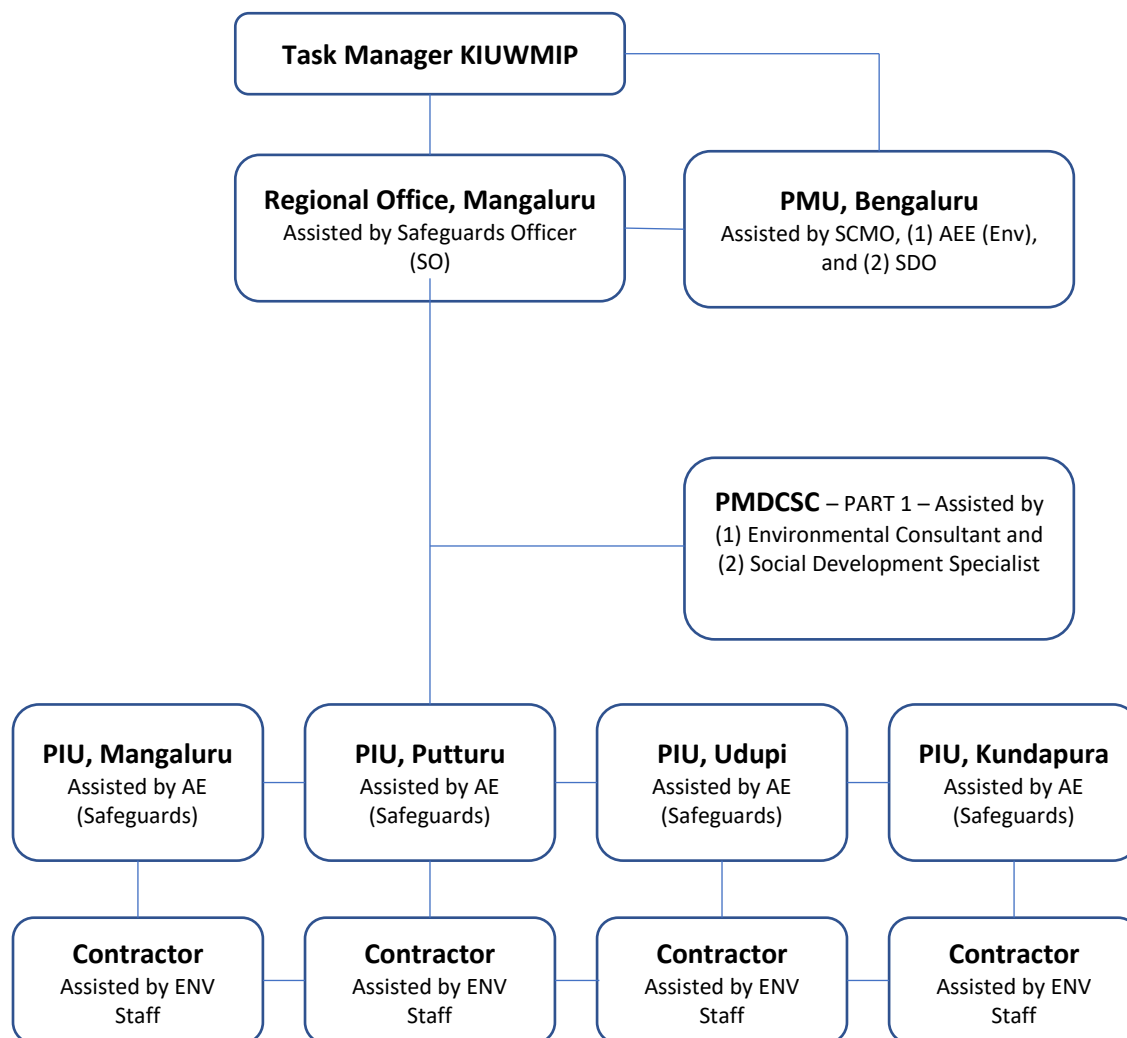 Task Manager KIUWMIP
Regional Office, Mangaluru
Assisted by Safeguards Officer
(SO)
PMU, Bengaluru
Assisted by SCMO, (1) AEE (Env),
and (2) SDO
PMDCSC – PART 1 – Assisted by
(1) Environmental Consultant and
(2) Social Development Specialist
PIU, Mangaluru
Assisted by AE
(Safeguards)
PIU, Putturu
Assisted by AE
(Safeguards)
PIU, Udupi
Assisted by AE
(Safeguards)
PIU, Kundapura
Assisted by AE
(Safeguards)
Contractor
Assisted by ENV
Staff
Contractor
Assisted by ENV
Staff
Contractor
Assisted by ENV
Staff
Contractor
Assisted by ENV
Staff